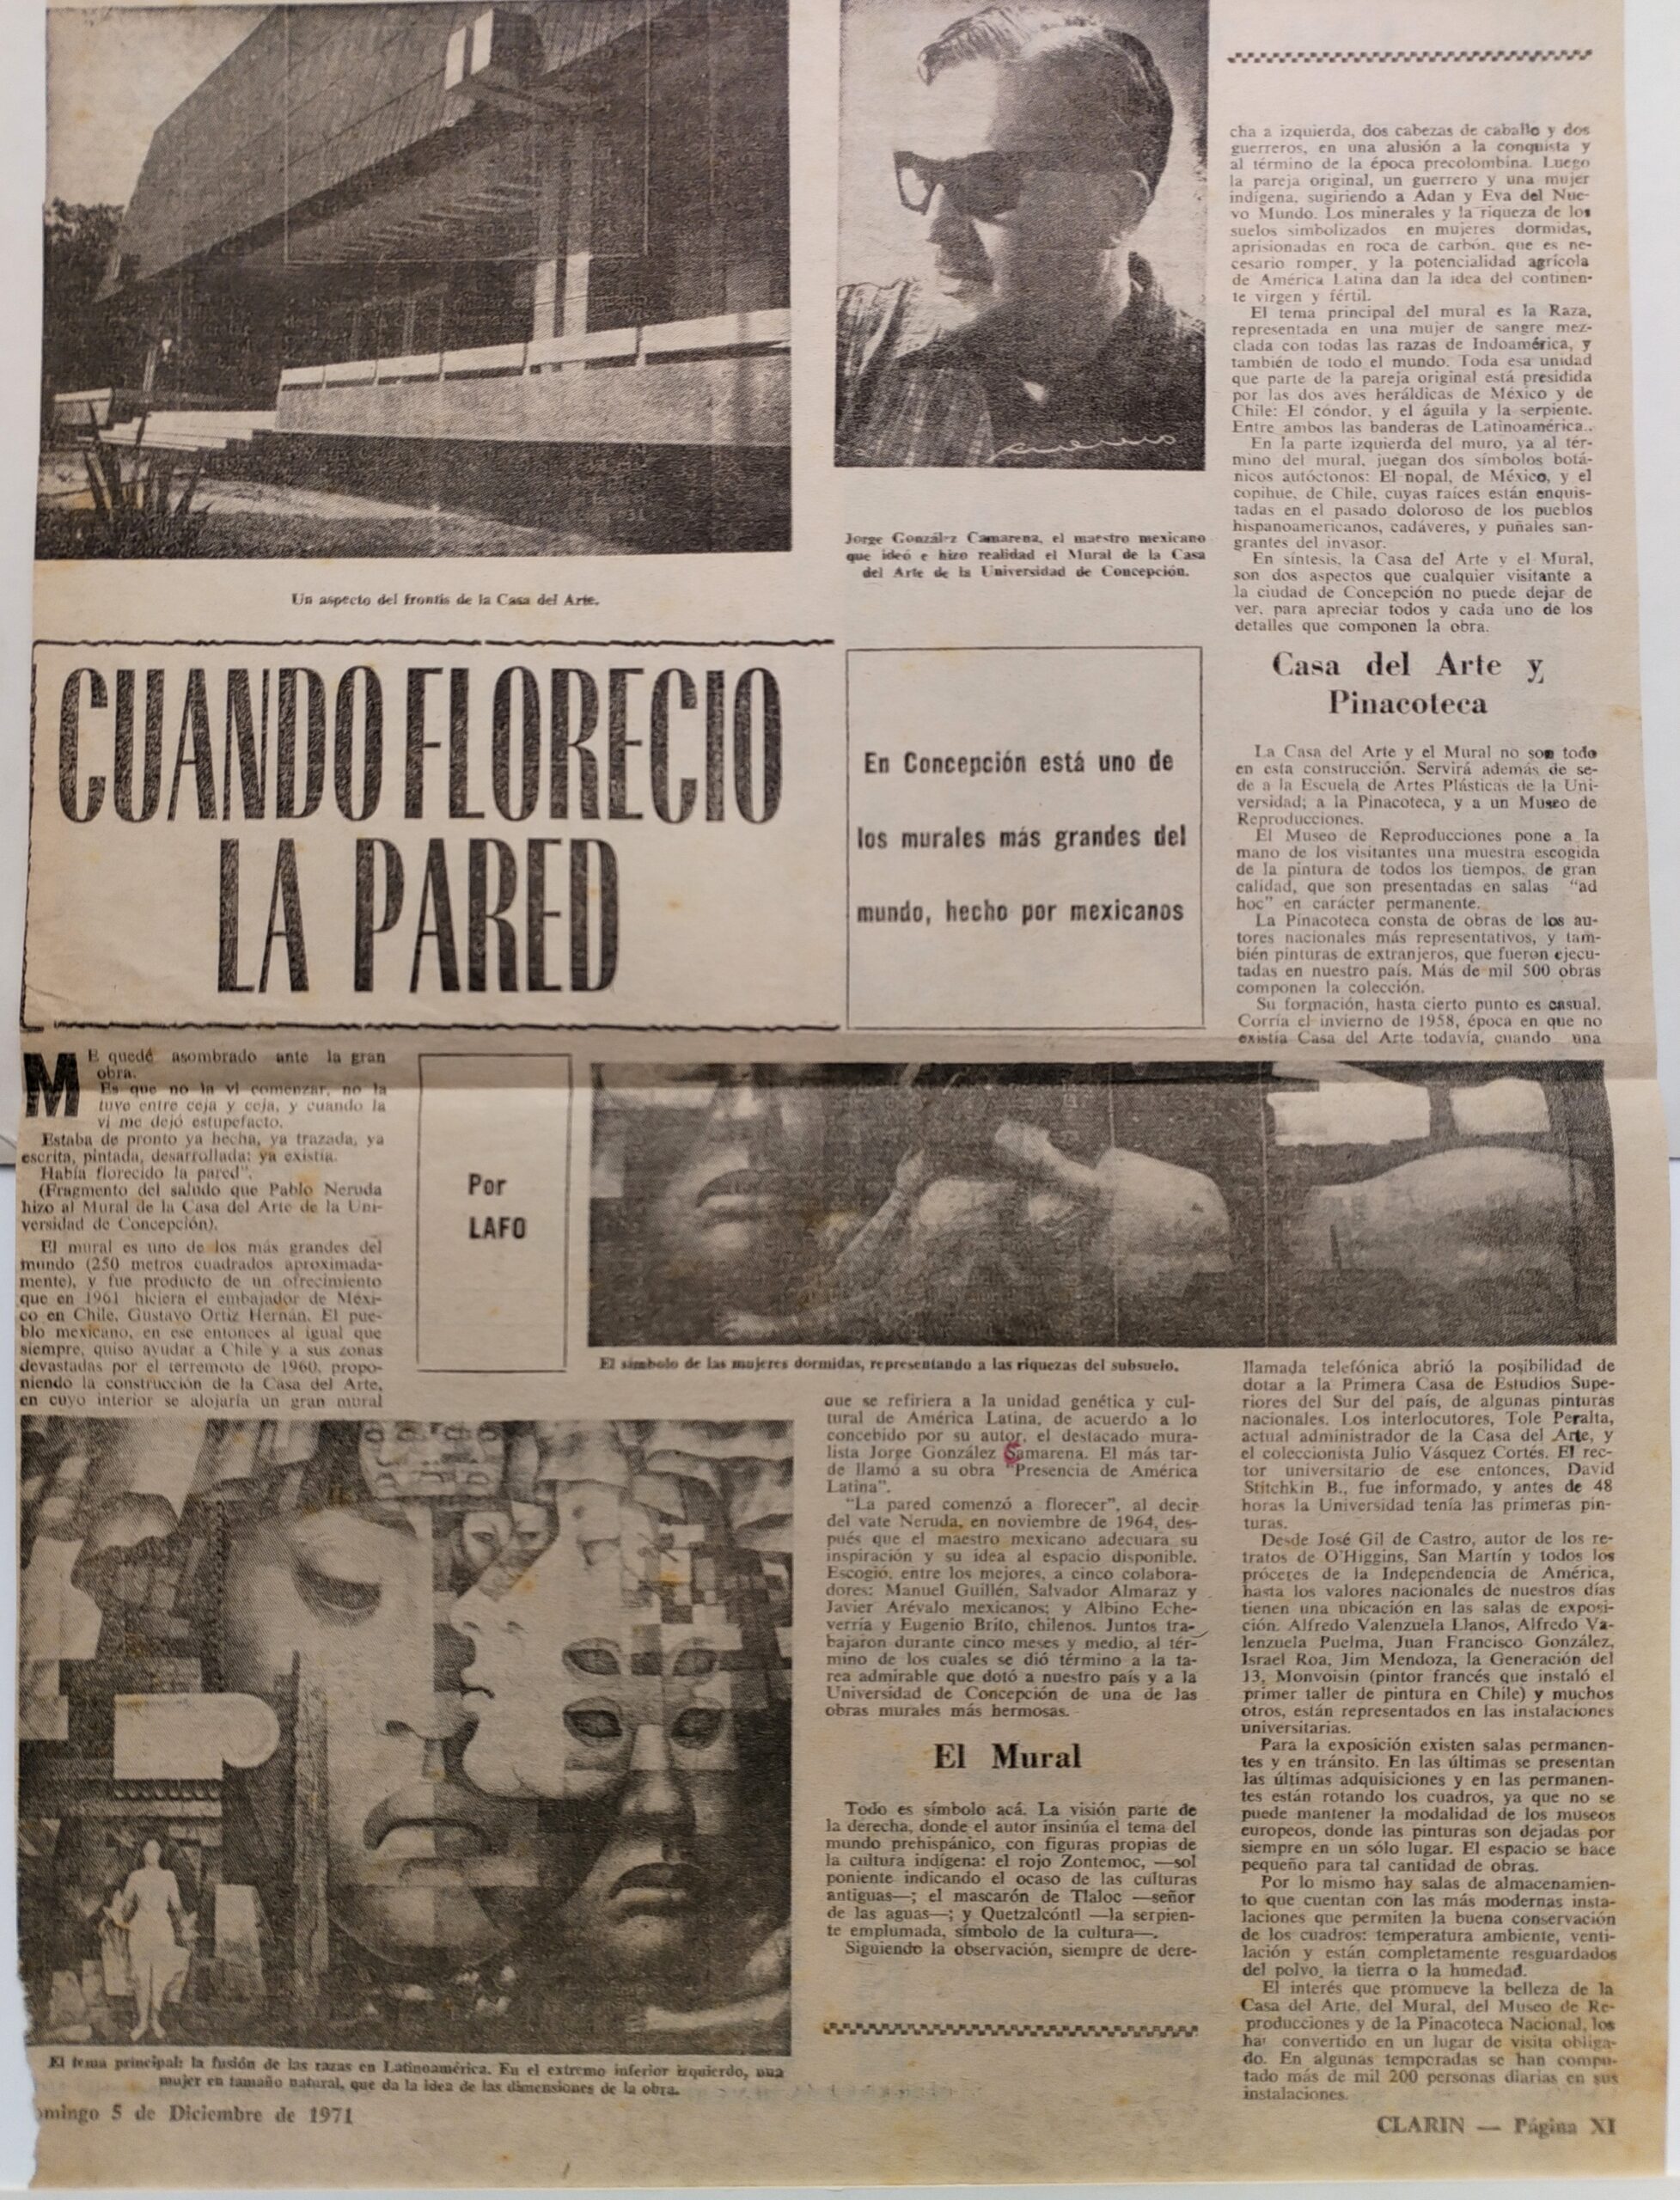 Un aspecto del frontis de la Casa del Arte.
Jorge González Camarena, el maestro mexicano
que ideó e hizo realidad el Mural de la Casa
del Arte de la Universidad de Concepción.
CUANDO FLORECIO
LA PARED
En Concepción está uno de
los murales más grandes del
mundo, hecho por mexicanos
Por
LAFO
ME quedé asombrado ante la gran
obra.
Es que no la vi comenzar, no la
tuve entre ceja y ceja, y cuando la
vi me dejó estupefacto.
Estaba de pronto ya hecha, ya trazada, ya
escrita, pintada, desarrollada: ya existía.
Había florecido la pared".
(Fragmento del saludo que Pablo Neruda
hizo al Mural de la Casa del Arte de la Uni-
versidad de Concepción).
El mural es uno de los más grandes del
mundo (250 metros cuadrados aproximada-
mente), y fue producto de un ofrecimiento
que en 1961 hiciera el embajador de Méxi-
co en Chile, Gustavo Ortiz Hernán. El pue-
blo mexicano, en ese entonces al igual que
siempre, quiso ayudar a Chile y a sus zonas
devastadas por el terremoto de 1960, propo-
niendo la construcción de la Casa del Arte,
en cuyo interior se alojaría un gran mural
El tema principal: la fusión de las razas en Latinoamérica. En el extremo inferior izquierdo, una
mujer en tamaño natural, que da la idea de las dimensiones de la obra.
El símbolo de las mujeres dormidas, representando a las riquezas del subsuelo.
que se refiriera a la unidad genética y cul-
tural de América Latina, de acuerdo a lo
concebido por su autor, el destacado mura-
lista Jorge González Camarena. El más tar-
de llamó a su obra "Presencia de América
Latina".
"La pared comenzó a florecer", al decir
del vate Neruda, en noviembre de 1964, des-
pués que el maestro mexicano adecuara su
inspiración y su idea al espacio disponible.
Escogió, entre los mejores, a cinco colabora-
dores: Manuel Guillén, Salvador Almaraz y
Javier Arévalo mexicanos; y Albino Eche-
verría y Eugenio Brito, chilenos. Juntos tra-
bajaron durante cinco meses y medio, al tér-
mino de los cuales se dió término a la ta-
rea admirable que dotó a nuestro país y a la
Universidad de Concepción de una de las
obras murales más hermosas.
El Mural
Todo es símbolo acá. La visión parte de
la derecha, donde el autor insinúa el tema del
mundo prehispánico, con figuras propias de
la cultura indígena: el rojo Zontemoc, —sol
poniente indicando el ocaso de las culturas
antiguas—; el mascarón de Tlaloc —señor
de las aguas—; y Quetzalcóntl —la serpien-
te emplumada, símbolo de la cultura—.
Siguiendo la observación, siempre de dere-
cha a izquierda, dos cabezas de caballo y dos
guerreros, en una alusión a la conquista y
al término de la época precolombina. Luego
la pareja original, un guerrero y una mujer
indígena, sugiriendo a Adan y Eva del Nue-
vo Mundo. Los minerales y la riqueza de los
suelos simbolizados en mujeres dormidas,
aprisionadas en roca de carbón, que es ne-
cesario romper, y la potencialidad agrícola
de América Latina dan la idea del continen-
te virgen y fértil.
El tema principal del mural es la Raza,
representada en una mujer de sangre mez-
clada con todas las razas de Indoamérica, y
también de todo el mundo. Toda esa unidad
que parte de la pareja original está presidida
por las dos aves heráldicas de México y de
Chile: El cóndor, y el águila y la serpiente.
Entre ambos las banderas de Latinoamérica..
En la parte izquierda del muro, ya al tér-
mino del mural, juegan dos símbolos botá-
nicos autóctonos: El nopal, de México, y el
copihue, de Chile, cuyas raíces están enquis-
tadas en el pasado doloroso de los pueblos
hispanoamericanos, cadáveres, y puñales san-
grantes del invasor.
En síntesis, la Casa del Arte y el Mural,
son dos aspectos que cualquier visitante a
la ciudad de Concepción no puede dejar de
ver, para apreciar todos y cada uno de los
detalles que componen la obra.
Casa del Arte y
Pinacoteca
La Casa del Arte y el Mural no son todo
en esta construcción. Servirá además de se-
de a la Escuela de Artes Plásticas de la Uni-
versidad; a la Pinacoteca, y a un Museo de
Reproducciones.
El Museo de Reproducciones pone a la
mano de los visitantes una muestra escogida
de la pintura de todos los tiempos, de gran
calidad, que son presentadas en salas "ad
hoc" en carácter permanente.
La Pinacoteca consta de obras de los au-
tores nacionales más representativos, y tam-
bién pinturas de extranjeros, que fueron ejecu-
tadas en nuestro país. Más de mil 500 obras
componen la colección.
Su formación, hasta cierto punto es casual.
Corría el invierno de 1958, época en que no
existía Casa del Arte todavía, cuando una
llamada telefónica abrió la posibilidad de
dotar a la Primera Casa de Estudios Supe-
riores del Sur del país, de algunas pinturas
nacionales. Los interlocutores, Tole Peralta,
actual administrador de la Casa del Arte, y
el coleccionista Julio Vásquez Cortés. El rec-
tor universitario de ese entonces, David
Stitchkin B., fue informado, y antes de 48
horas la Universidad tenía las primeras pin-
turas.
Desde José Gil de Castro, autor de los re-
tratos de O'Higgins, San Martín y todos los
próceres de la Independencia de América,
hasta los valores nacionales de nuestros días
tienen una ubicación en las salas de exposi-
ción. Alfredo Valenzuela Llanos, Alfredo Va-
lenzuela Puelma, Juan Francisco González,
Israel Roa, Jim Mendoza, la Generación del
13, Monvoisin (pintor francés que instaló el
primer taller de pintura en Chile) y muchos
otros, están representados en las instalaciones
universitarias.
Para la exposición existen salas permanen-
tes y en tránsito. En las últimas se presentan
las últimas adquisiciones y en las permanen-
tes están rotando los cuadros, ya que no se
puede mantener la modalidad de los museos
europeos, donde las pinturas son dejadas por
siempre en un sólo lugar. El espacio se hace
pequeño para tal cantidad de obras.
Por lo mismo hay salas de almacenamien-
to que cuentan con las más modernas insta-
laciones que permiten la buena conservación
de los cuadros: temperatura ambiente, venti-
lación y están completamente resguardados
del polvo, la tierra o la humedad.
El interés que promueve la belleza de la
Casa del Arte, del Mural, del Museo de Re-
producciones y de la Pinacoteca Nacional, los
ha convertido en un lugar de visita obliga-
do. En algunas temporadas se han compu-
tado más de mil 200 personas diarias en sus
instalaciones.
omingo 5 de Diciembre de 1971
CLARIN — Página XI